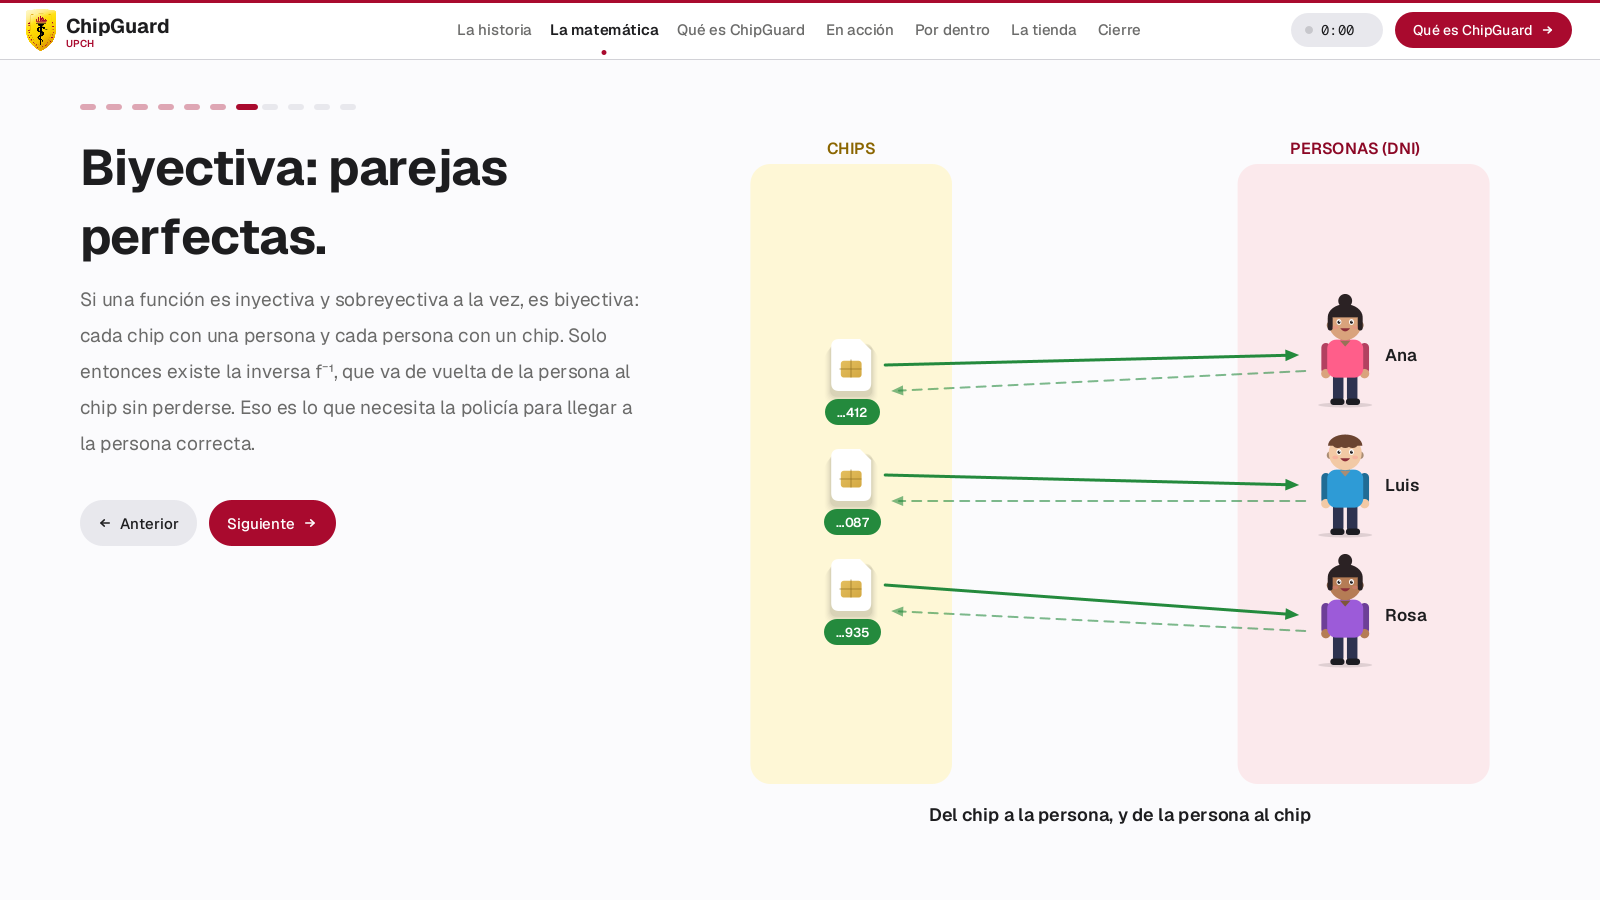 ChipGuard
UPCH
La historia
La matemática
Qué es ChipGuard
En acción
Por dentro
La tienda
Cierre
0:00
Qué es ChipGuard →
Biyectiva: parejas
perfectas.
Si una función es inyectiva y sobreyectiva a la vez, es biyectiva:
cada chip con una persona y cada persona con un chip. Solo
entonces existe la inversa f⁻¹, que va de vuelta de la persona al
chip sin perderse. Eso es lo que necesita la policía para llegar a
la persona correcta.
← Anterior
Siguiente →
CHIPS
PERSONAS (DNI)
Ana
…412
Luis
…087
Rosa
…935
Del chip a la persona, y de la persona al chip